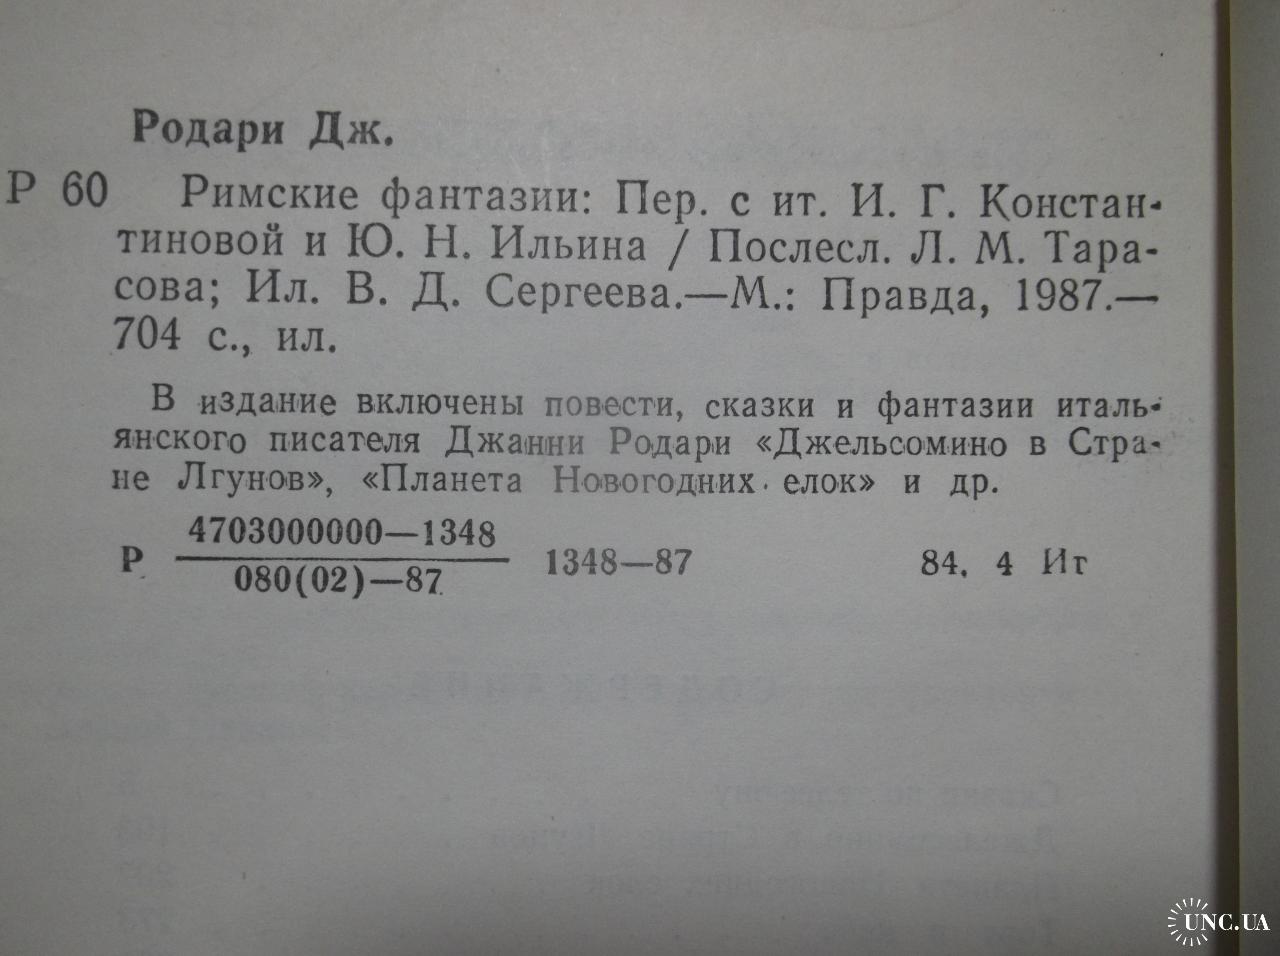 Родари Дж.
Р 60 Римские фантазии: Пер. с ит. И. Г. Констан-
тиновой и Ю. Н. Ильина / Послесл. Л. М. Тара-
сова; Ил. В. Д. Сергеева.—М.: Правда, 1987.—
704 с., ил.
В издание включены повести, сказки и фантазии италь-
янского писателя Джанни Родари «Джельсомино в Стра-
не Лгунов», «Планета Новогодних елок» и др.
4703000000—1348
Р 1348—87 84. 4 Ит
080(02)—87
СОДЕРЖАНИЕ
UNC.UA